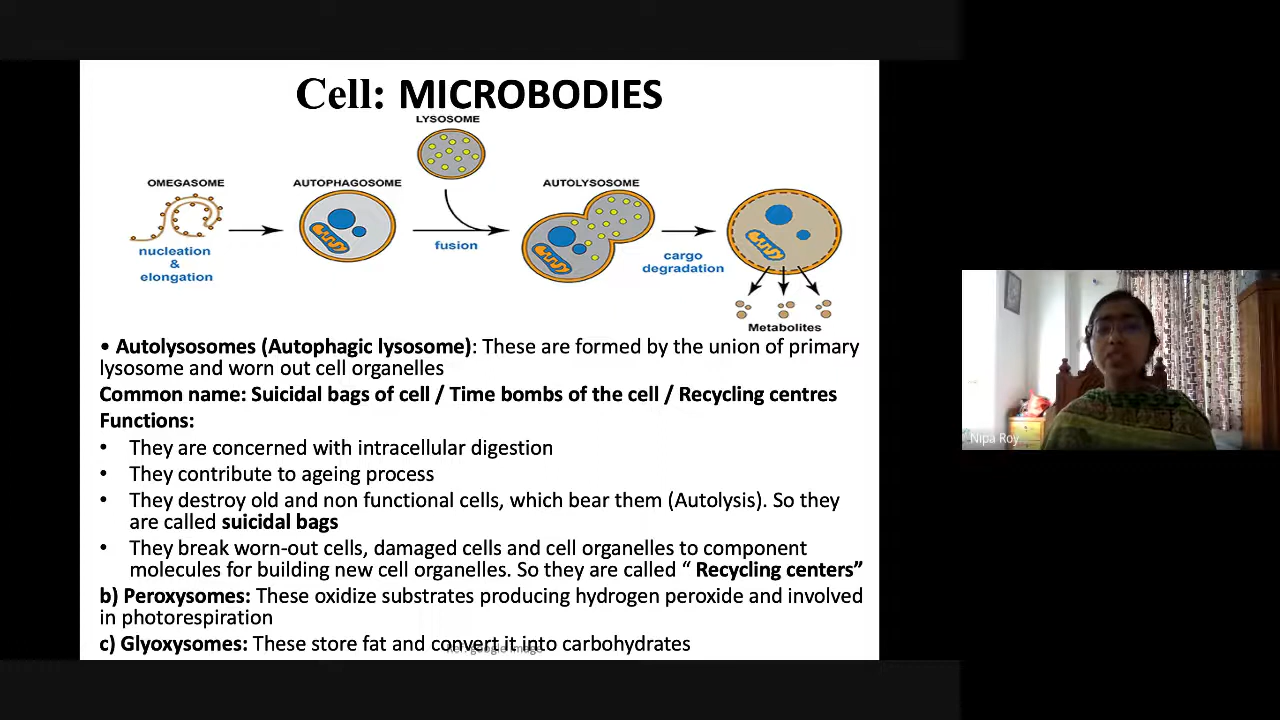 Cell: MICROBODIES
LYSOSOME
OMEGASOME
AUTOPHAGOSOME
AUTOLYSOSOME
nucleation
&
elongation
fusion
cargo
degradation
Metabolites
• Autolysosomes (Autophagic lysosome): These are formed by the union of primary
lysosome and worn out cell organelles
Common name: Suicidal bags of cell / Time bombs of the cell / Recycling centres
Functions:
• They are concerned with intracellular digestion
• They contribute to ageing process
• They destroy old and non functional cells, which bear them (Autolysis). So they
are called suicidal bags
• They break worn-out cells, damaged cells and cell organelles to component
molecules for building new cell organelles. So they are called “ Recycling centers”
b) Peroxysomes: These oxidize substrates producing hydrogen peroxide and involved
in photorespiration
c) Glyoxysomes: These store fat and convert it into carbohydrates
google image
Nipa Roy